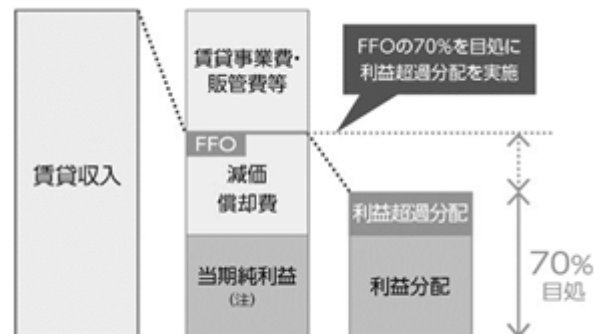 賃貸収入
賃貸事業費・
販管費等
FFO
減価
償却費
当期純利益
(注)
FFOの70%を目処に
利益超過分配を実施
利益超過分配
利益分配
70%
目処